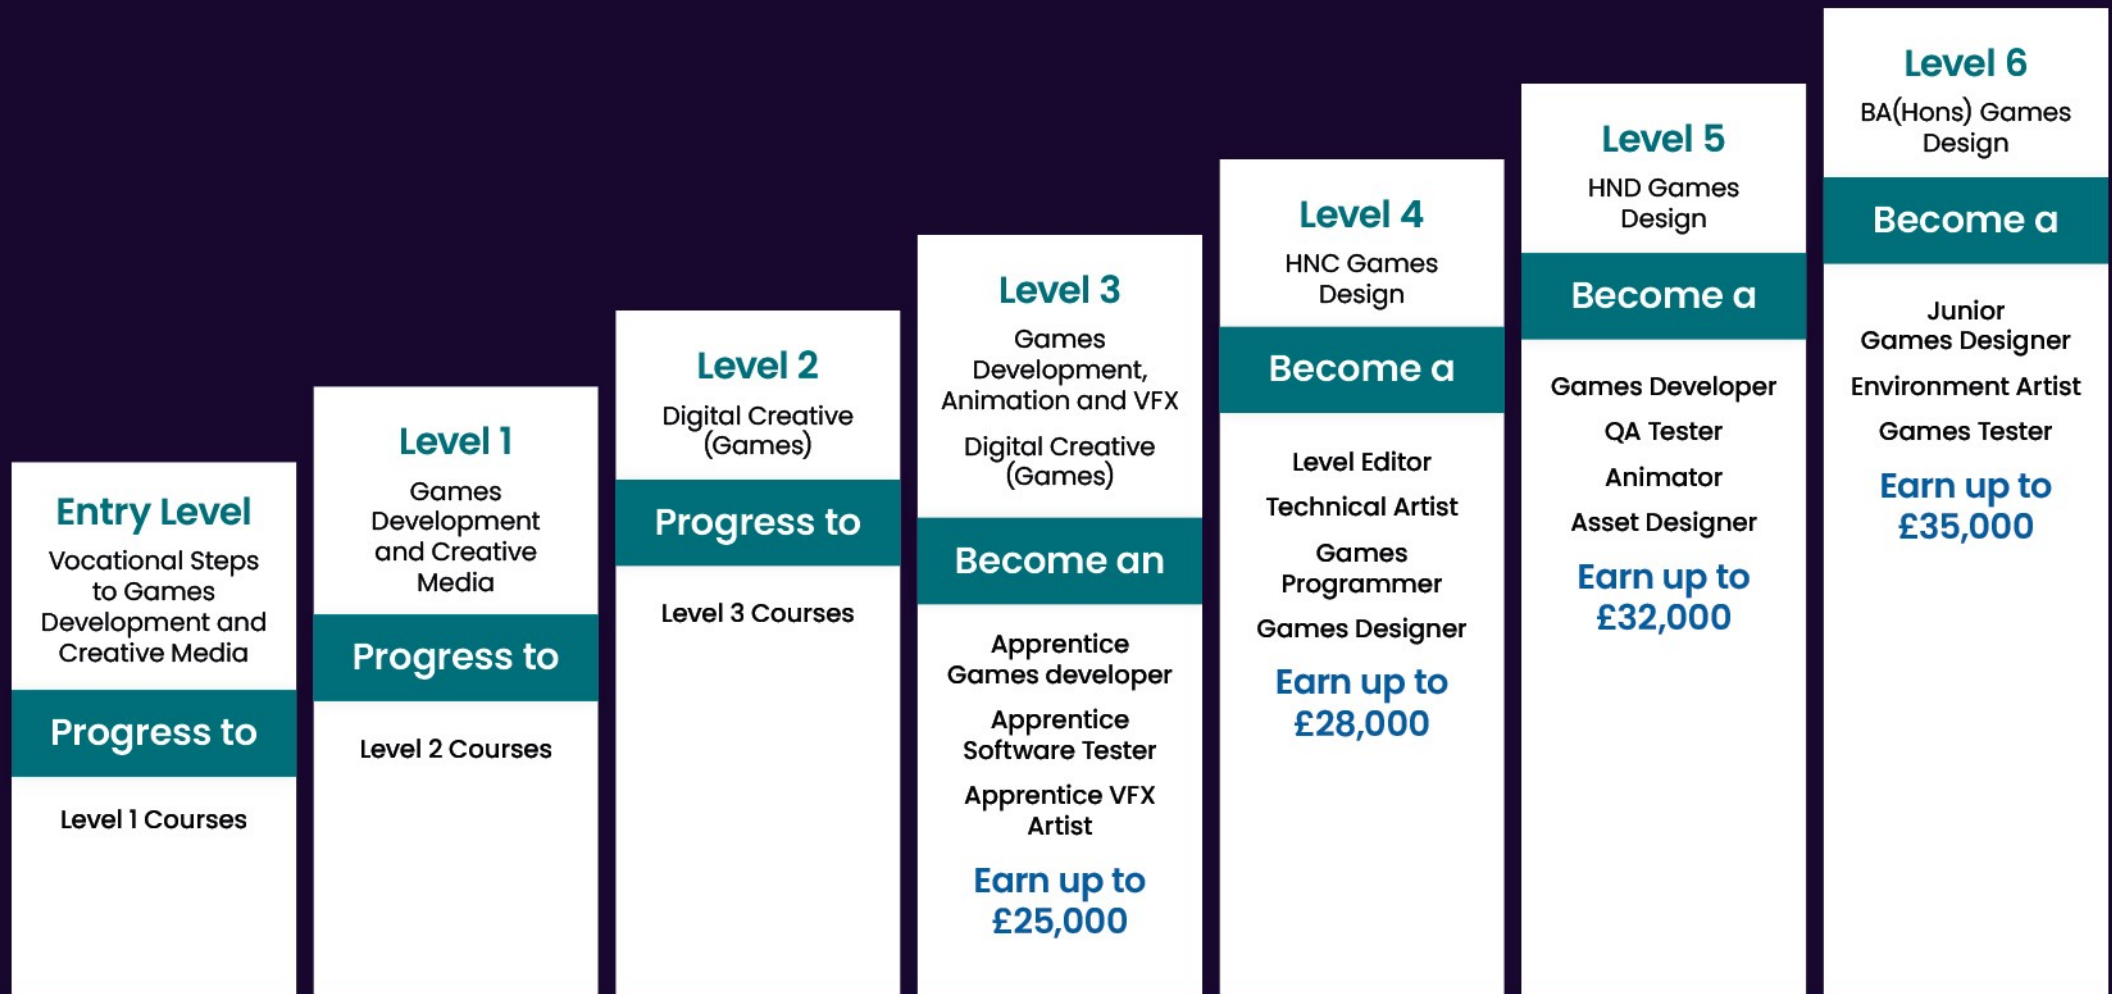 Entry Level
Vocational Steps
to Games
Development and
Creative Media
Progress to
Level 1 Courses
Level 1
Games
Development
and Creative
Media
Progress to
Level 2 Courses
Level 2
Digital Creative
(Games)
Progress to
Level 3 Courses
Level 3
Games
Development,
Animation and VFX
Digital Creative
(Games)
Become an
Apprentice
Games developer
Apprentice
Software Tester
Apprentice VFX
Artist
Earn up to
£25,000
Level 4
HNC Games
Design
Become a
Level Editor
Technical Artist
Games
Programmer
Games Designer
Earn up to
£28,000
Level 5
HND Games
Design
Become a
Games Developer
QA Tester
Animator
Asset Designer
Earn up to
£32,000
Level 6
BA(Hons) Games
Design
Become a
Junior
Games Designer
Environment Artist
Games Tester
Earn up to
£35,000